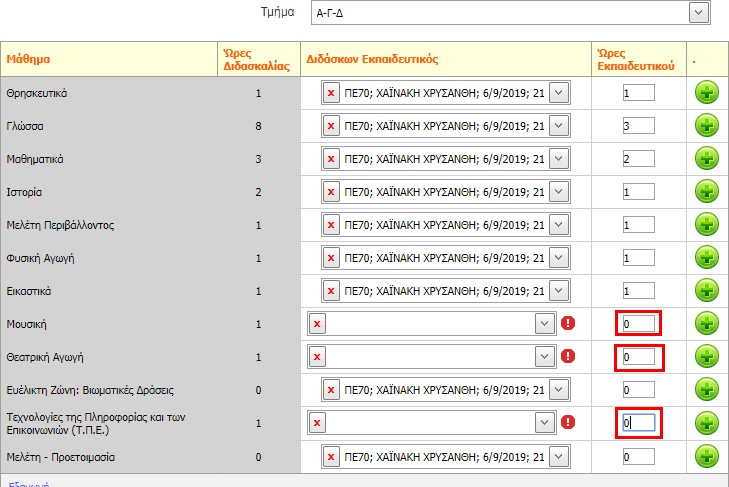 Τμήμα Α-Γ-Δ
Μάθημα Ώρες Διδασκαλίας Διδάσκων Εκπαιδευτικός Ώρες Εκπαιδευτικού .
Θρησκευτικά 1 x ΠΕ70; ΧΑΪΝΑΚΗ ΧΡΥΣΑΝΘΗ; 6/9/2019; 21 1
Γλώσσα 8 x ΠΕ70; ΧΑΪΝΑΚΗ ΧΡΥΣΑΝΘΗ; 6/9/2019; 21 3
Μαθηματικά 3 x ΠΕ70; ΧΑΪΝΑΚΗ ΧΡΥΣΑΝΘΗ; 6/9/2019; 21 2
Ιστορία 2 x ΠΕ70; ΧΑΪΝΑΚΗ ΧΡΥΣΑΝΘΗ; 6/9/2019; 21 1
Μελέτη Περιβάλλοντος 1 x ΠΕ70; ΧΑΪΝΑΚΗ ΧΡΥΣΑΝΘΗ; 6/9/2019; 21 1
Φυσική Αγωγή 1 x ΠΕ70; ΧΑΪΝΑΚΗ ΧΡΥΣΑΝΘΗ; 6/9/2019; 21 1
Εικαστικά 1 x ΠΕ70; ΧΑΪΝΑΚΗ ΧΡΥΣΑΝΘΗ; 6/9/2019; 21 1
Μουσική 1 x ! 0
Θεατρική Αγωγή 1 x ! 0
Ευέλικτη Ζώνη: Βιωματικές Δράσεις 0 x ΠΕ70; ΧΑΪΝΑΚΗ ΧΡΥΣΑΝΘΗ; 6/9/2019; 21 0
Τεχνολογίες της Πληροφορίας και των
Επικοινωνιών (Τ.Π.Ε.) 1 x ! 0
Μελέτη - Προετοιμασία 0 x ΠΕ70; ΧΑΪΝΑΚΗ ΧΡΥΣΑΝΘΗ; 6/9/2019; 21 0
Εξαγωγή